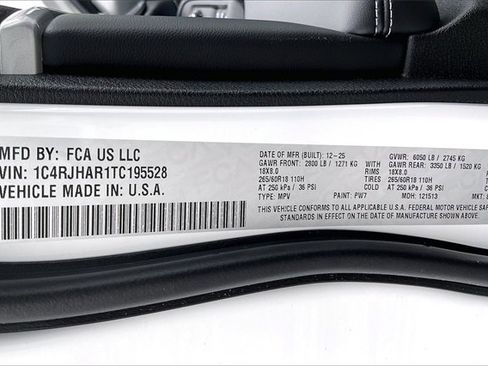 MFD BY: FCA US LLC
VIN: 1C4RJHAR1TC195528
VEHICLE MADE IN: U.S.A.
DATE OF MFR (BUILT): 12-25 GVWR: 6050 LB / 2745 KG
GAWR FRONT: 2800 LB / 1271 KG GAWR REAR: 3350 LB / 1520 KG
18X8.0 RIMS 18X8.0
265/60R18 110H TIRES 265/60R18 110H
AT 250 kPa / 36 PSI AT 250 kPa / 36 PSI
TYPE: MPV PAINT: PW7 MDH: 121513 MKT:
THIS VEHICLE CONFORMS TO ALL APPLICABLE U.S.A. FEDERAL MOTOR VEHICLE SAF
STANDARDS IN EFFECT ON THE DATE OF MANUFACTURE SHOWN ABOVE.